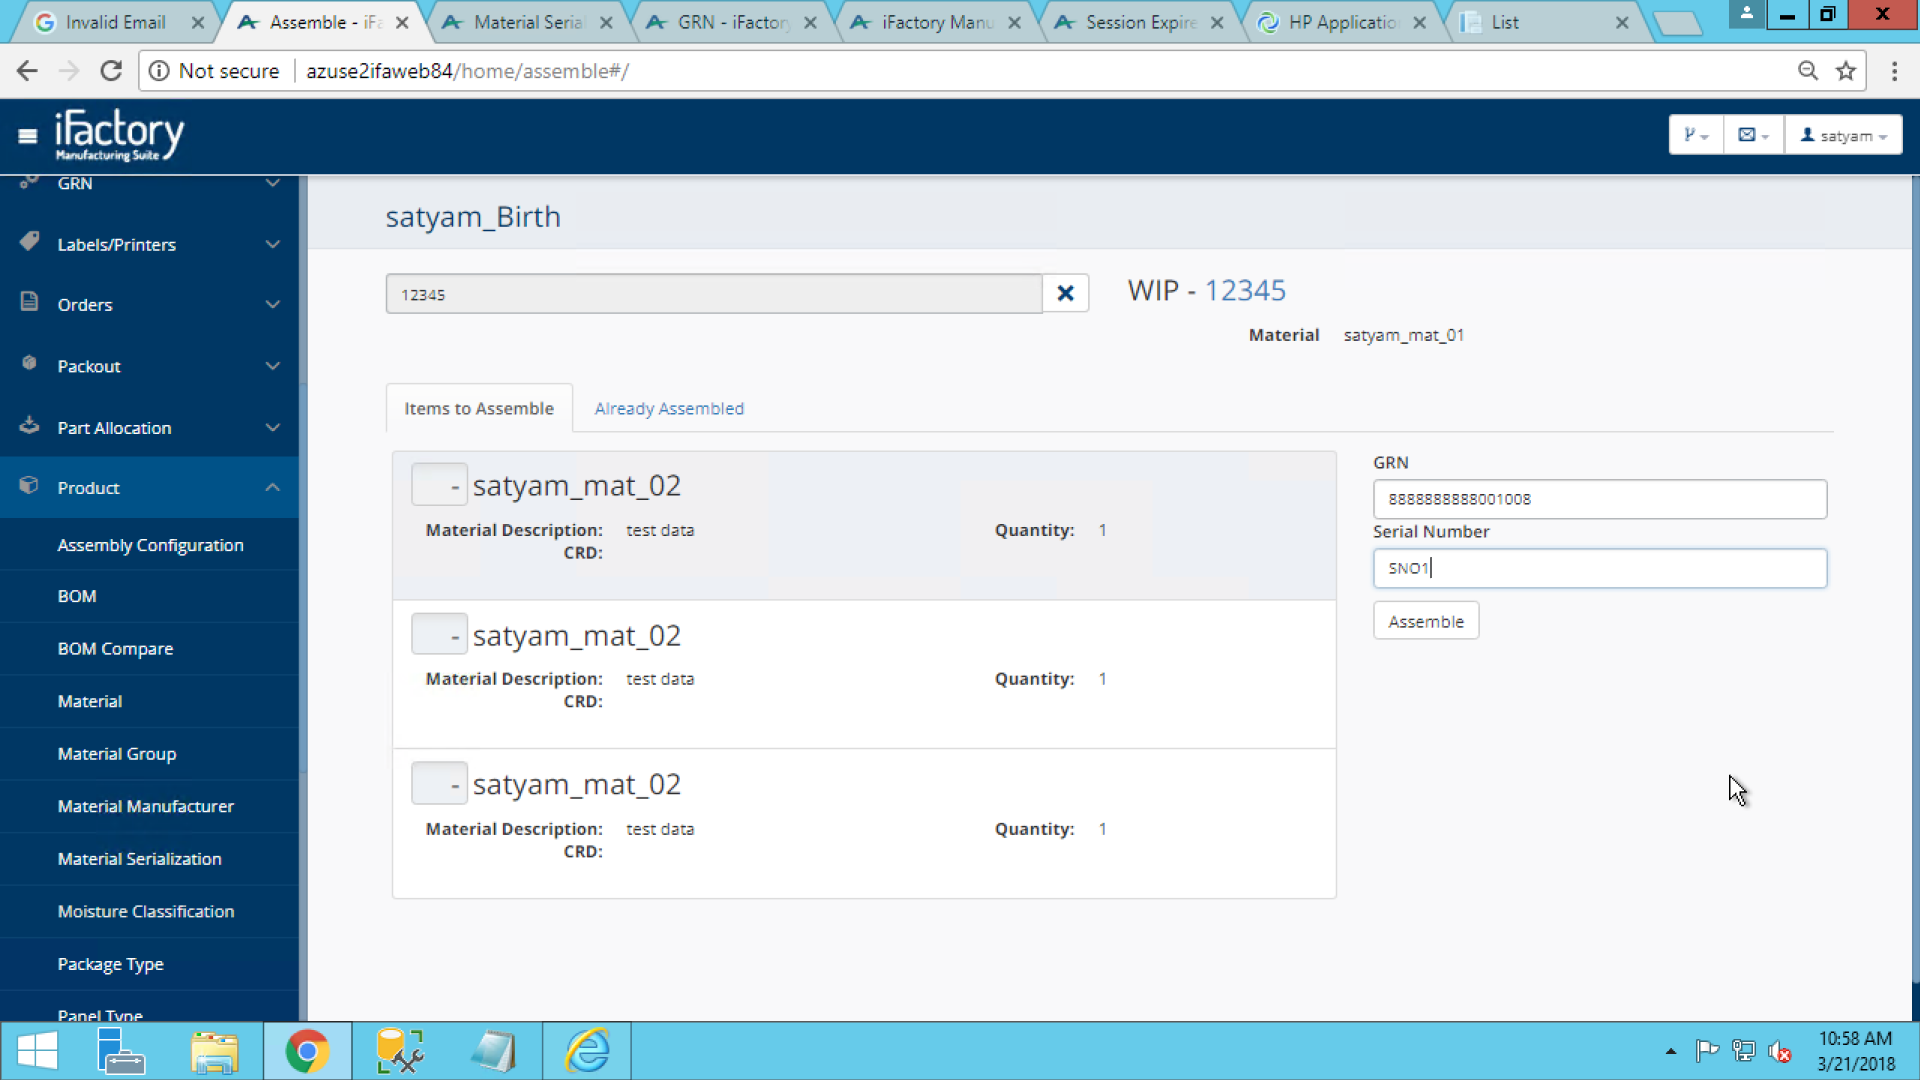 Invalid Email
Assemble - iFa
Material Seria
GRN - iFactory
iFactory Manu
Session Expire
HP Applicatio
List
Not secure
azuse2ifaweb84/home/assemble#/
iFactory
Manufacturing Suite
satyam
GRN
Labels/Printers
Orders
Packout
Part Allocation
Product
Assembly Configuration
BOM
BOM Compare
Material
Material Group
Material Manufacturer
Material Serialization
Moisture Classification
Package Type
Panel Type
satyam_Birth
12345
WIP - 12345
Material satyam_mat_01
Items to Assemble
Already Assembled
- satyam_mat_02
Material Description: test data Quantity: 1
CRD:
- satyam_mat_02
Material Description: test data Quantity: 1
CRD:
- satyam_mat_02
Material Description: test data Quantity: 1
CRD:
GRN
8888888888001008
Serial Number
SNO1
Assemble
10:58 AM
3/21/2018